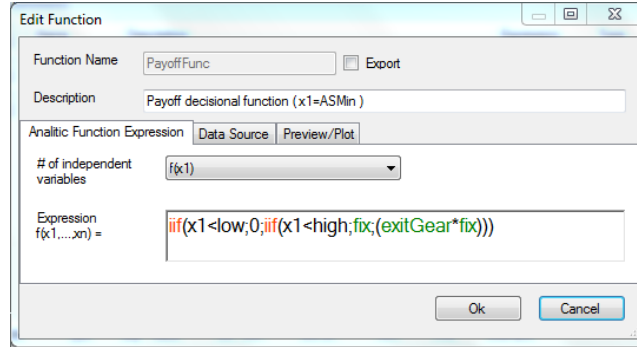 Edit Function
Function Name PayoffFunc Export
Description Payoff decisional function ( x1=ASMin )
Analitic Function Expression Data Source Preview/Plot
# of independent f(x1)
variables
Expression iif(x1<low;0;iif(x1<high;fix;(exitGear*fix)))
f(x1,...,xn) =
Ok Cancel